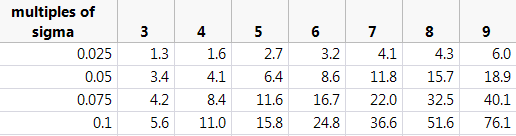 multiples of
sigma 3 4 5 6 7 8 9
0.025 1.3 1.6 2.7 3.2 4.1 4.3 6.0
0.05 3.4 4.1 6.4 8.6 11.8 15.7 18.9
0.075 4.2 8.4 11.6 16.7 22.0 32.5 40.1
0.1 5.6 11.0 15.8 24.8 36.6 51.6 76.1